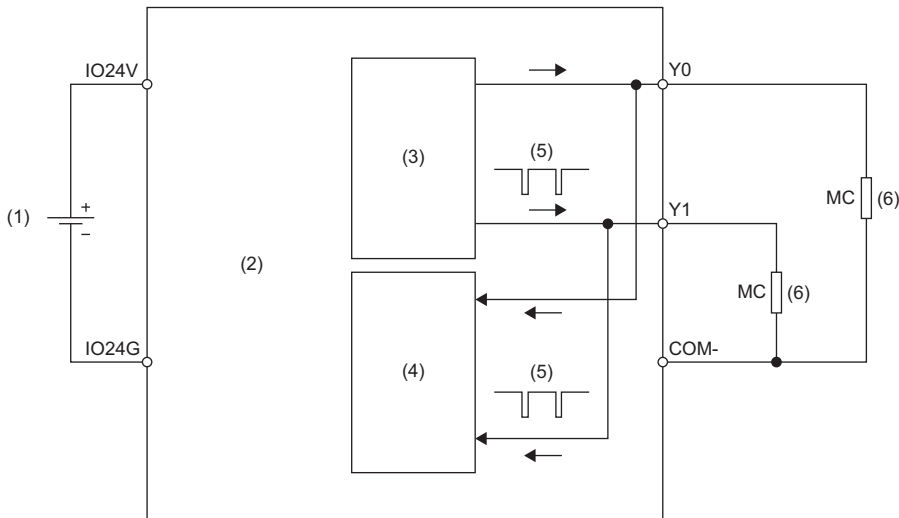 IO24V
Y0
(3)
(5)
MC (6)
(1)
+
–
Y1
(2)
MC (6)
IO24G
COM-
(4)
(5)